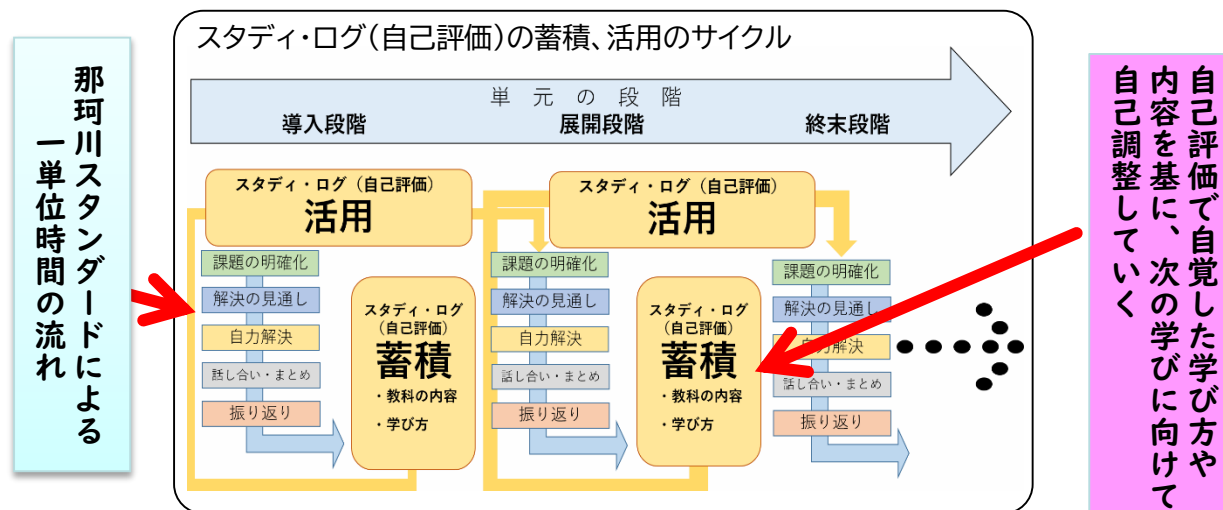 スタディ・ログ(自己評価)の蓄積、活用のサイクル
那珂川スタンダードによる
一単位時間の流れ
単元の段階
導入段階
展開段階
終末段階
スタディ・ログ(自己評価)
活用
スタディ・ログ(自己評価)
活用
課題の明確化
解決の見通し
自力解決
話し合い・まとめ
振り返り
スタディ・ログ
(自己評価)
蓄積
・教科の内容
・学び方
課題の明確化
解決の見通し
自力解決
話し合い・まとめ
振り返り
スタディ・ログ
(自己評価)
蓄積
・教科の内容
・学び方
課題の明確化
解決の見通し
自力解決
話し合い・まとめ
振り返り
自己評価で自覚した学び方や
内容を基に、次の学びに向けて
自己調整していく